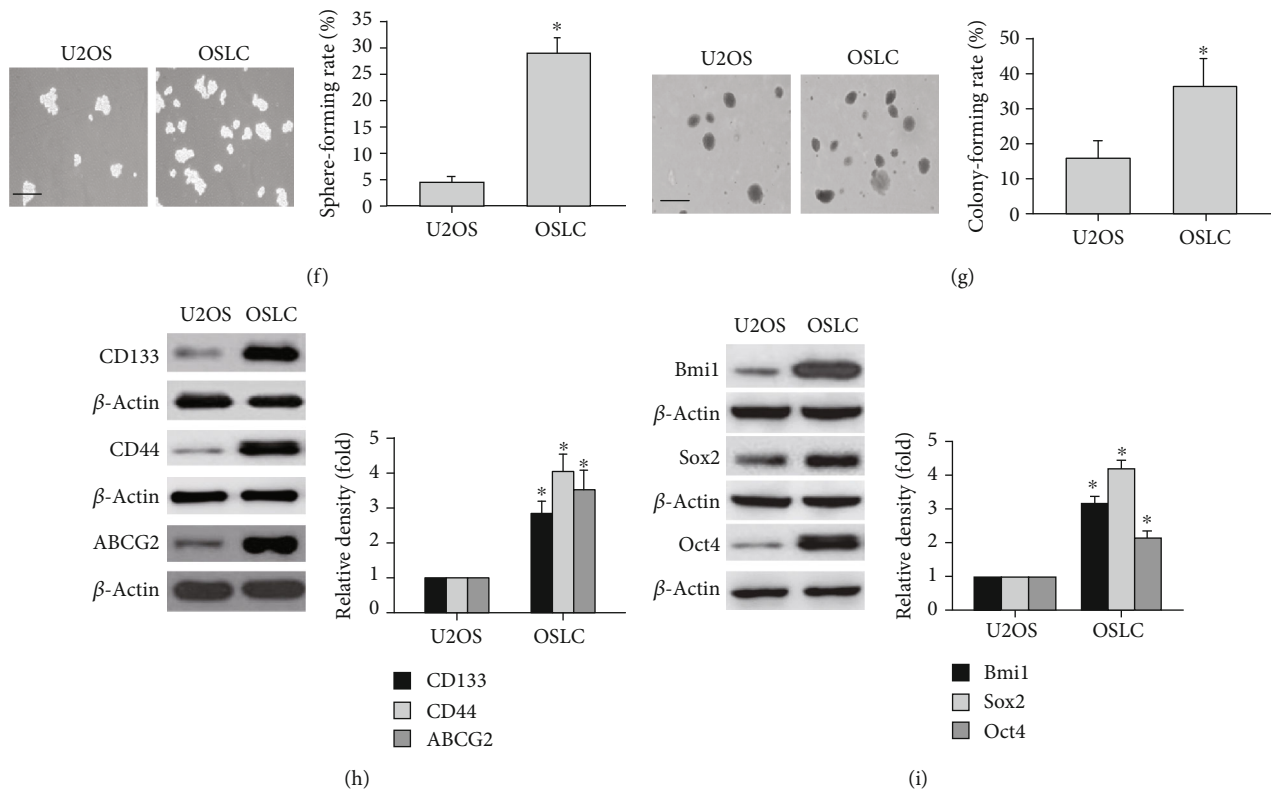 U2OS OSLC
Sphere-forming rate (%)
35
30
25
20
15
10
5
0
*
U2OS OSLC
(f)
U2OS OSLC
Colony-forming rate (%)
50
40
30
20
10
0
*
U2OS OSLC
(g)
U2OS OSLC
CD133
β-Actin
CD44
β-Actin
ABCG2
β-Actin
Relative density (fold)
5
4
3
2
1
0
* * *
U2OS OSLC
CD133
CD44
ABCG2
(h)
U2OS OSLC
Bmi1
β-Actin
Sox2
β-Actin
Oct4
β-Actin
Relative density (fold)
5
4
3
2
1
0
* * *
U2OS OSLC
Bmi1
Sox2
Oct4
(i)